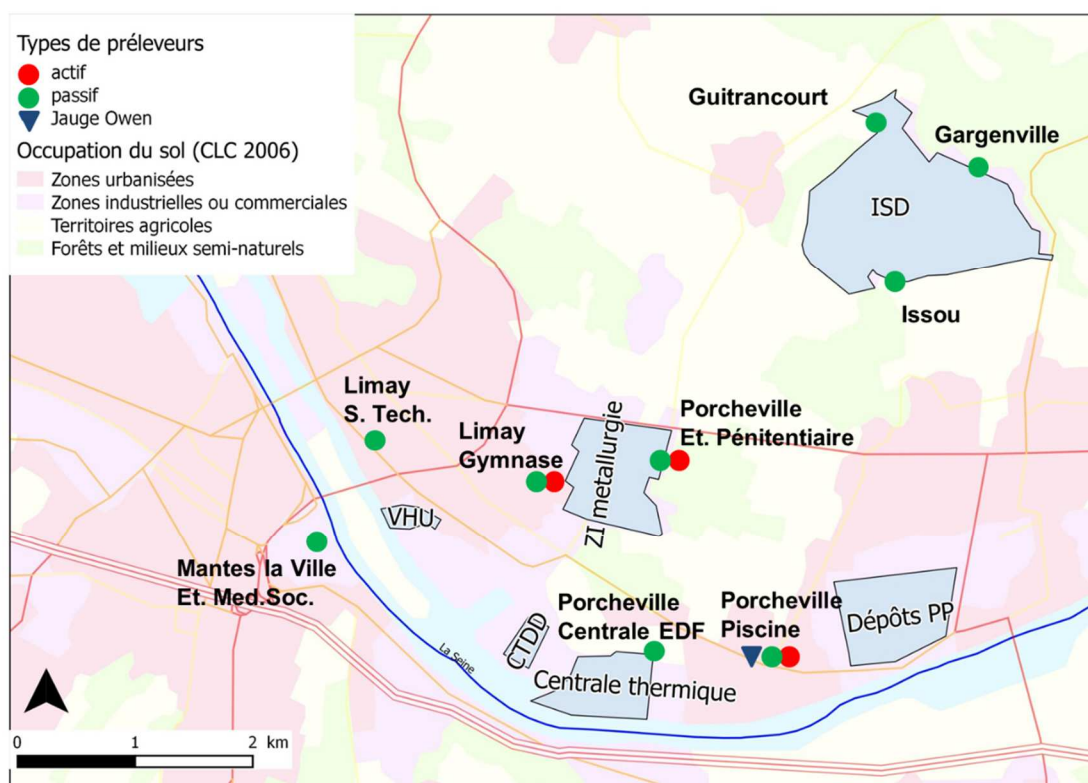 Types de préleveurs
actif
passif
Jauge Owen
Occupation du sol (CLC 2006)
Zones urbanisées
Zones industrielles ou commerciales
Territoires agricoles
Forêts et milieux semi-naturels
Guitrancourt
Gargenville
ISD
Issou
Limay
S. Tech.
Limay
Gymnase
ZI metallurgie
Porcheville
Et. Pénitentiaire
VHU
Mantes la Ville
Et. Med.Soc.
La Seine
CTDD
Porcheville
Centrale EDF
Centrale thermique
Porcheville
Piscine
Dépôts PP
0 1 2 km